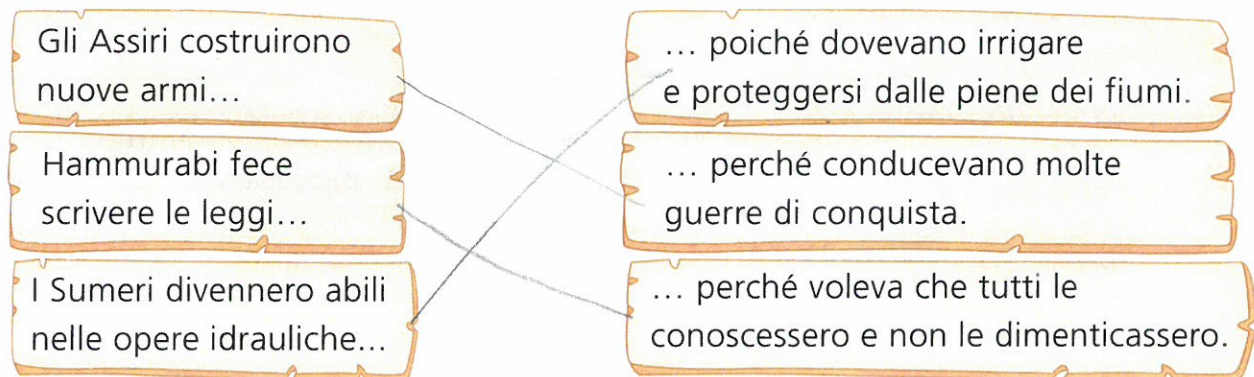 Gli Assiri costruirono
nuove armi…
Hammurabi fece
scrivere le leggi…
I Sumeri divennero abili
nelle opere idrauliche…
… poiché dovevano irrigare
e proteggersi dalle piene dei fiumi.
… perché conducevano molte
guerre di conquista.
… perché voleva che tutti le
conoscessero e non le dimenticassero.